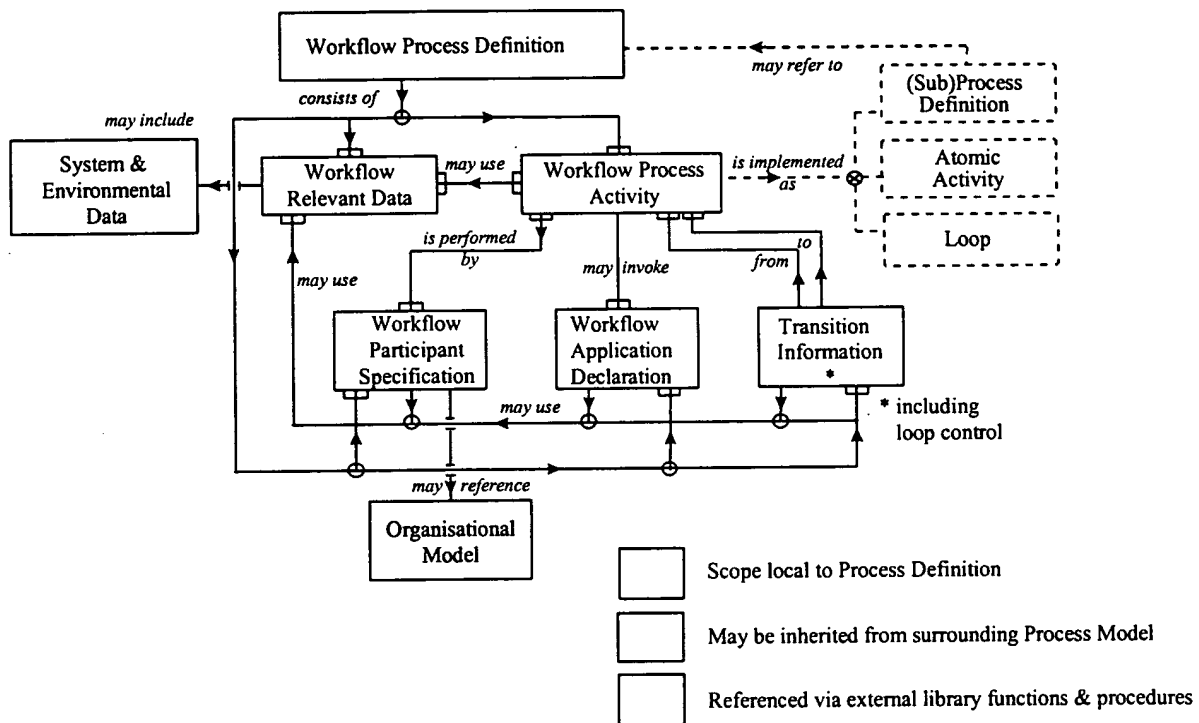 Workflow Process Definition
may refer to
(Sub)Process
Definition
consists of
may include
System &
Environmental
Data
Workflow
Relevant Data
may use
Workflow Process
Activity
is implemented
as
Atomic
Activity
Loop
is performed
by
may use
may invoke
from
to
Workflow
Participant
Specification
Workflow
Application
Declaration
Transition
Information
*
may use
* including
loop control
may reference
Organisational
Model
Scope local to Process Definition
May be inherited from surrounding Process Model
Referenced via external library functions & procedures